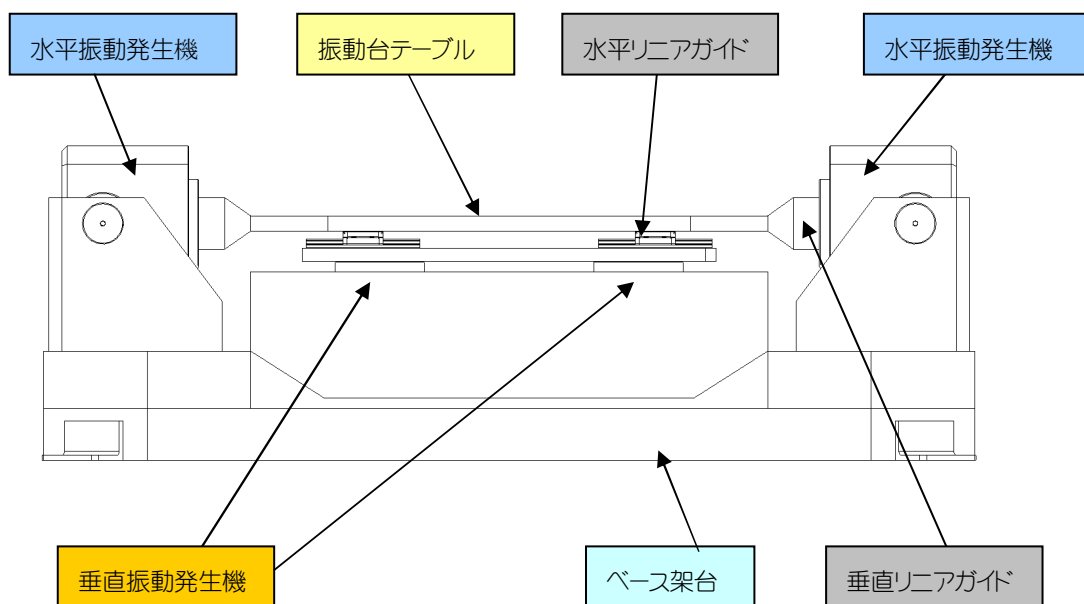 水平振動発生機
振動台テーブル
水平リニアガイド
水平振動発生機
垂直振動発生機
ベース架台
垂直リニアガイド